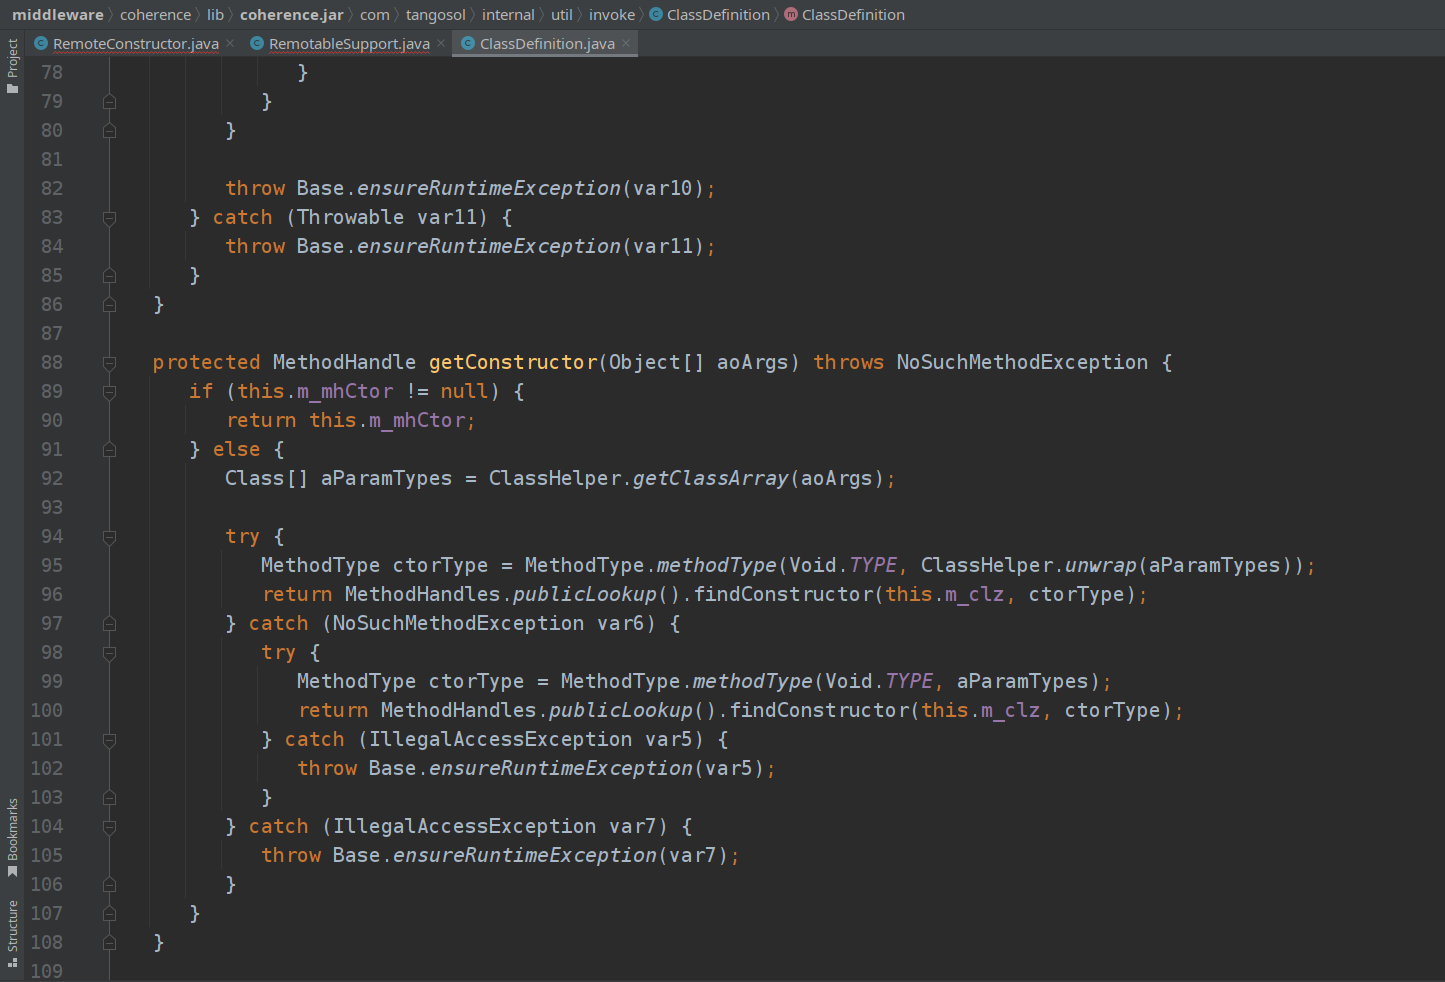 middleware coherence lib coherence.jar com tangosol internal util invoke ClassDefinition ClassDefinition
RemoteConstructor.java RemotableSupport.java ClassDefinition.java
Project
78 }
79 }
80 }
81
82 throw Base.ensureRuntimeException(var10);
83 } catch (Throwable var11) {
84 throw Base.ensureRuntimeException(var11);
85 }
86 }
87
88 protected MethodHandle getConstructor(Object[] aoArgs) throws NoSuchMethodException {
89 if (this.m_mhCtor != null) {
90 return this.m_mhCtor;
91 } else {
92 Class[] aParamTypes = ClassHelper.getClassArray(aoArgs);
93
94 try {
95 MethodType ctorType = MethodType.methodType(Void.TYPE, ClassHelper.unwrap(aParamTypes));
96 return MethodHandles.publicLookup().findConstructor(this.m_clz, ctorType);
97 } catch (NoSuchMethodException var6) {
98 try {
99 MethodType ctorType = MethodType.methodType(Void.TYPE, aParamTypes);
100 return MethodHandles.publicLookup().findConstructor(this.m_clz, ctorType);
101 } catch (IllegalAccessException var5) {
102 throw Base.ensureRuntimeException(var5);
103 }
104 } catch (IllegalAccessException var7) {
105 throw Base.ensureRuntimeException(var7);
106 }
107 }
108 }
109
Bookmarks
Structure